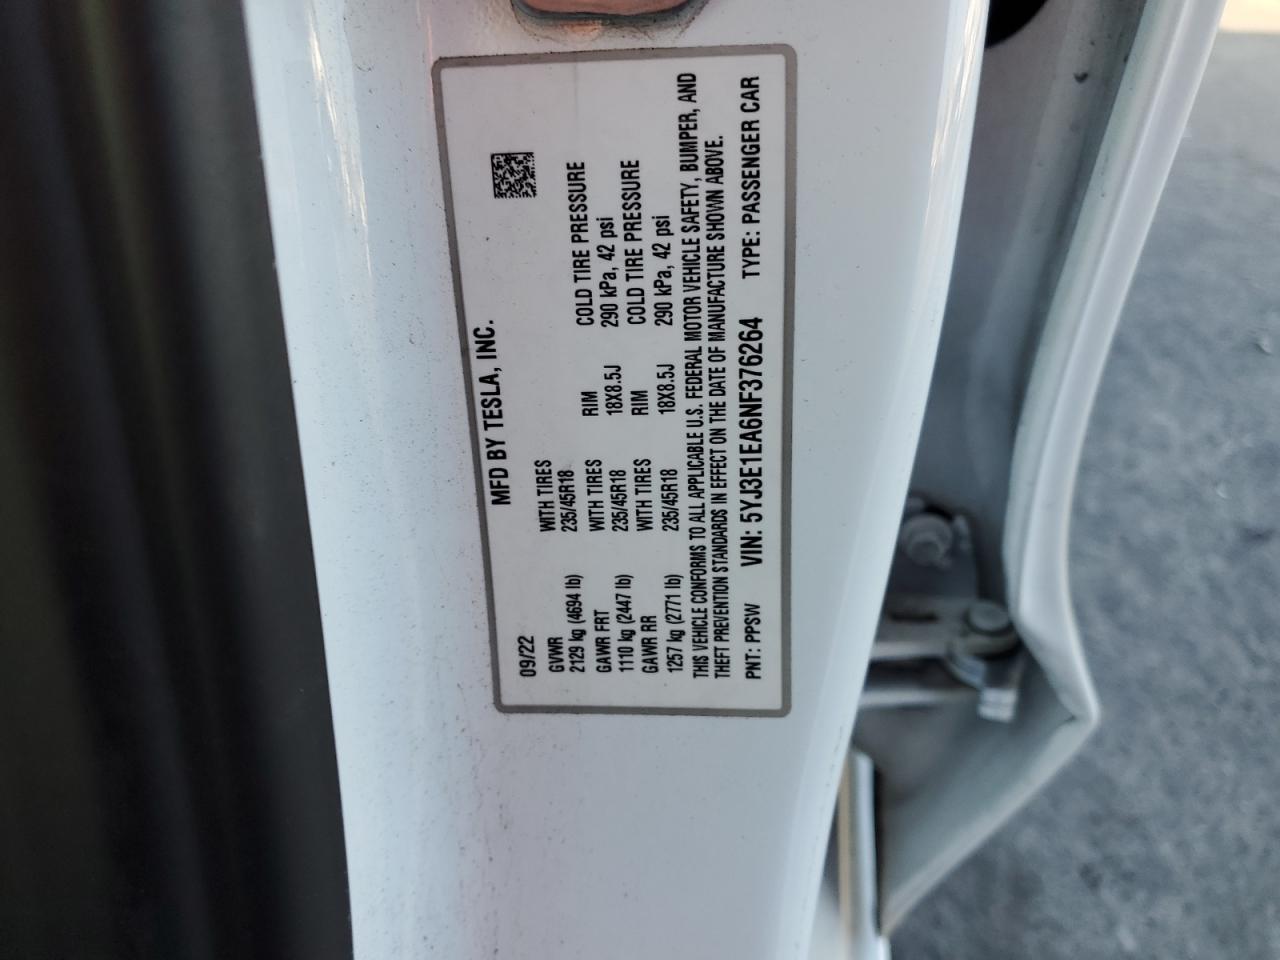 MFD BY TESLA, INC.
09/22
GVWR WITH TIRES
2129 kg (4694 lb) 235/45R18
GAWR FRT WITH TIRES RIM COLD TIRE PRESSURE
1110 kg (2447 lb) 235/45R18 18X8.5J 290 kPa, 42 psi
GAWR RR WITH TIRES RIM COLD TIRE PRESSURE
1257 kg (2771 lb) 235/45R18 18X8.5J 290 kPa, 42 psi
THIS VEHICLE CONFORMS TO ALL APPLICABLE U.S. FEDERAL MOTOR VEHICLE SAFETY, BUMPER, AND
THEFT PREVENTION STANDARDS IN EFFECT ON THE DATE OF MANUFACTURE SHOWN ABOVE.
PNT: PPSW VIN: 5YJ3E1EA6NF376264 TYPE: PASSENGER CAR